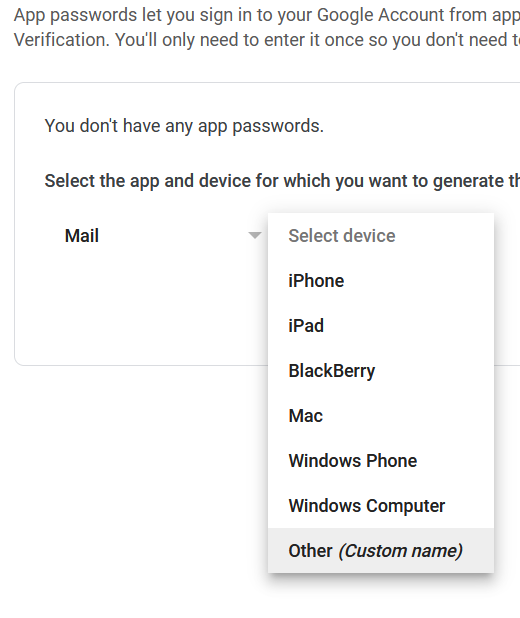 App passwords let you sign in to your Google Account from app
Verification. You'll only need to enter it once so you don't need t
You don't have any app passwords.
Select the app and device for which you want to generate th
Mail
Select device
iPhone
iPad
BlackBerry
Mac
Windows Phone
Windows Computer
Other (Custom name)